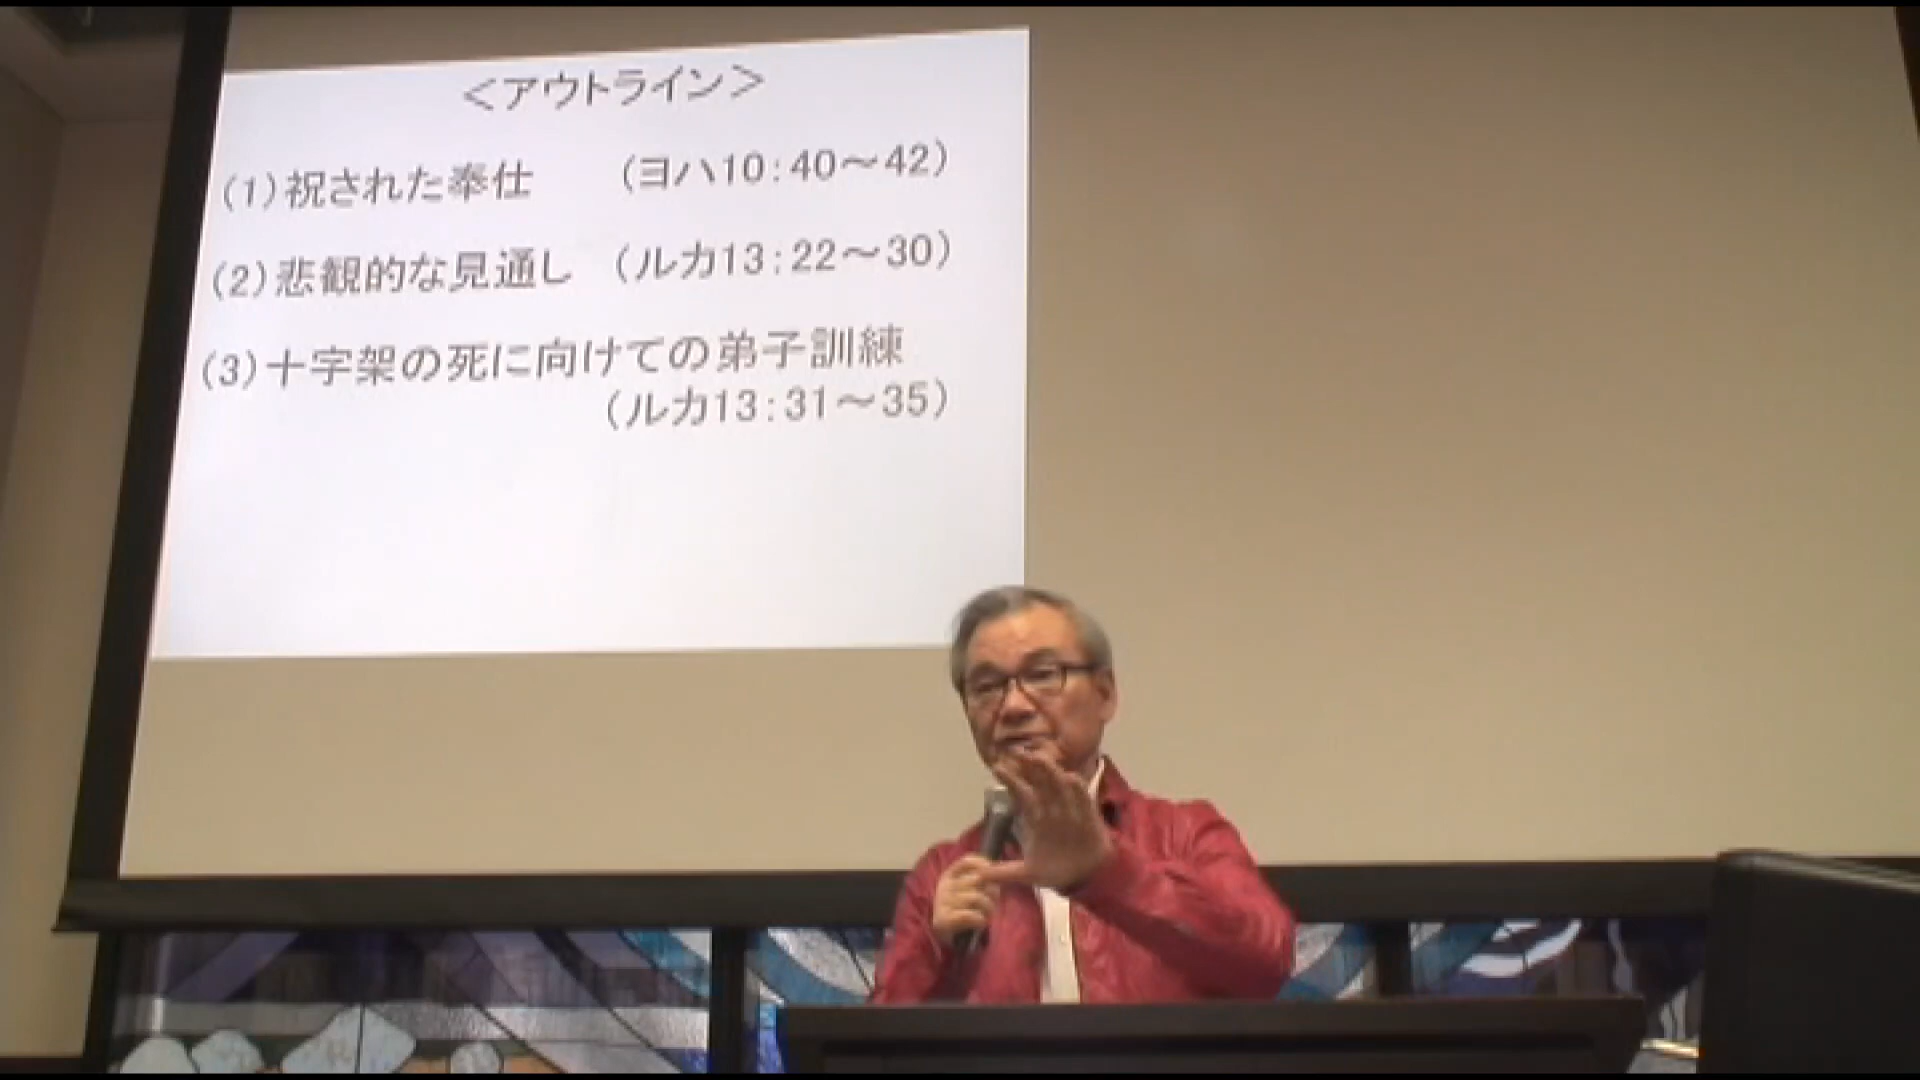 ＜アウトライン＞
（1）祝された奉仕　　（ヨハ10：40～42）
（2）悲観的な見通し　（ルカ13：22～30）
（3）十字架の死に向けての弟子訓練
（ルカ13：31～35）